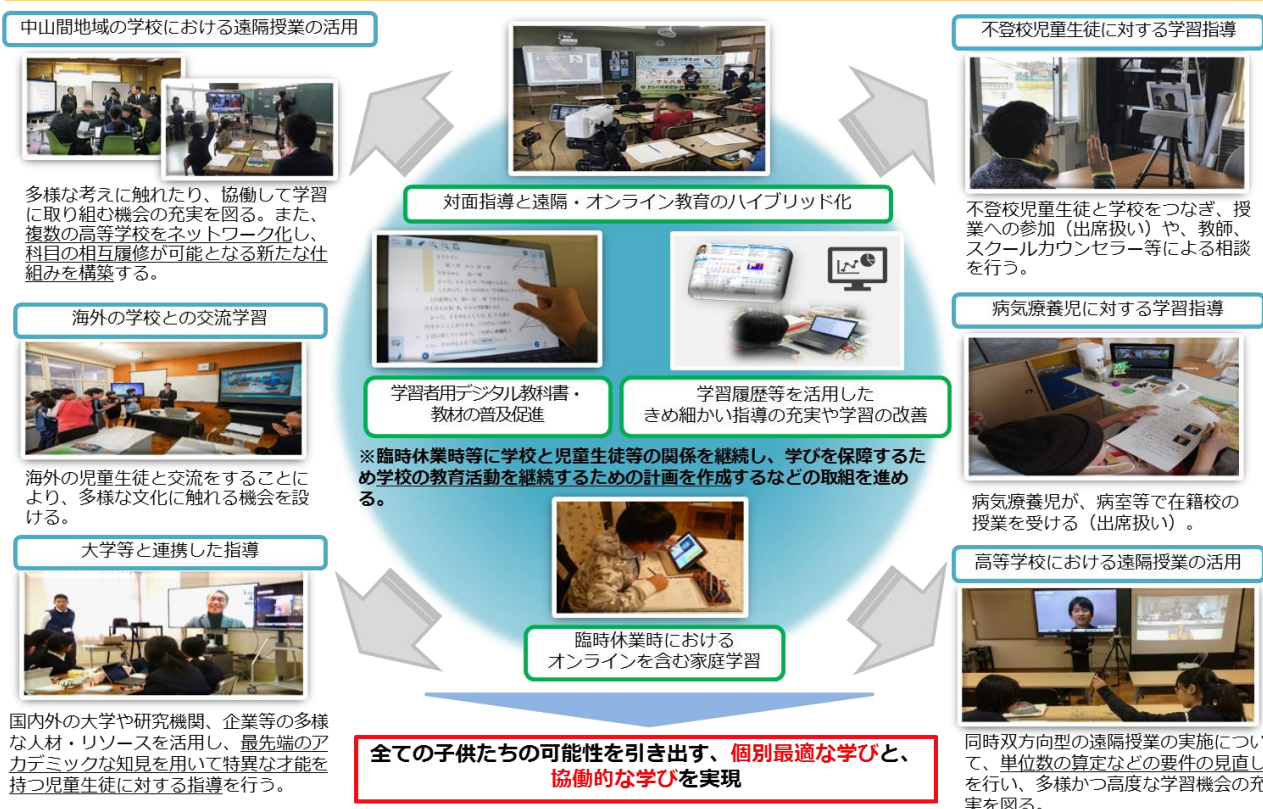 中山間地域の学校における遠隔授業の活用
多様な考えに触れたり、協働して学習
に取り組む機会の充実を図る。また、
複数の高等学校をネットワーク化し、
科目の相互履修が可能となる新たな仕
組みを構築する。
海外の学校との交流学習
海外の児童生徒と交流をすることに
より、多様な文化に触れる機会を設
ける。
大学等と連携した指導
国内外の大学や研究機関、企業等の多様
な人材・リソースを活用し、最先端のア
カデミックな知見を用いて特異な才能を
持つ児童生徒に対する指導を行う。
対面指導と遠隔・オンライン教育のハイブリッド化
学習者用デジタル教科書・
教材の普及促進
学習履歴等を活用した
きめ細かい指導の充実や学習の改善
※臨時休業時等に学校と児童生徒等の関係を継続し、学びを保障するた
め学校の教育活動を継続するための計画を作成するなどの取組を進め
る。
臨時休業時における
オンラインを含む家庭学習
全ての子供たちの可能性を引き出す、個別最適な学びと、
協働的な学びを実現
不登校児童生徒に対する学習指導
不登校児童生徒と学校をつなぎ、授
業への参加（出席扱い）や、教師、
スクールカウンセラー等による相談
を行う。
病気療養児に対する学習指導
病気療養児が、病室等で在籍校の
授業を受ける（出席扱い）。
高等学校における遠隔授業の活用
同時双方向型の遠隔授業の実施につい
て、単位数の算定などの要件の見直し
を行い、多様かつ高度な学習機会の充
実を図る。